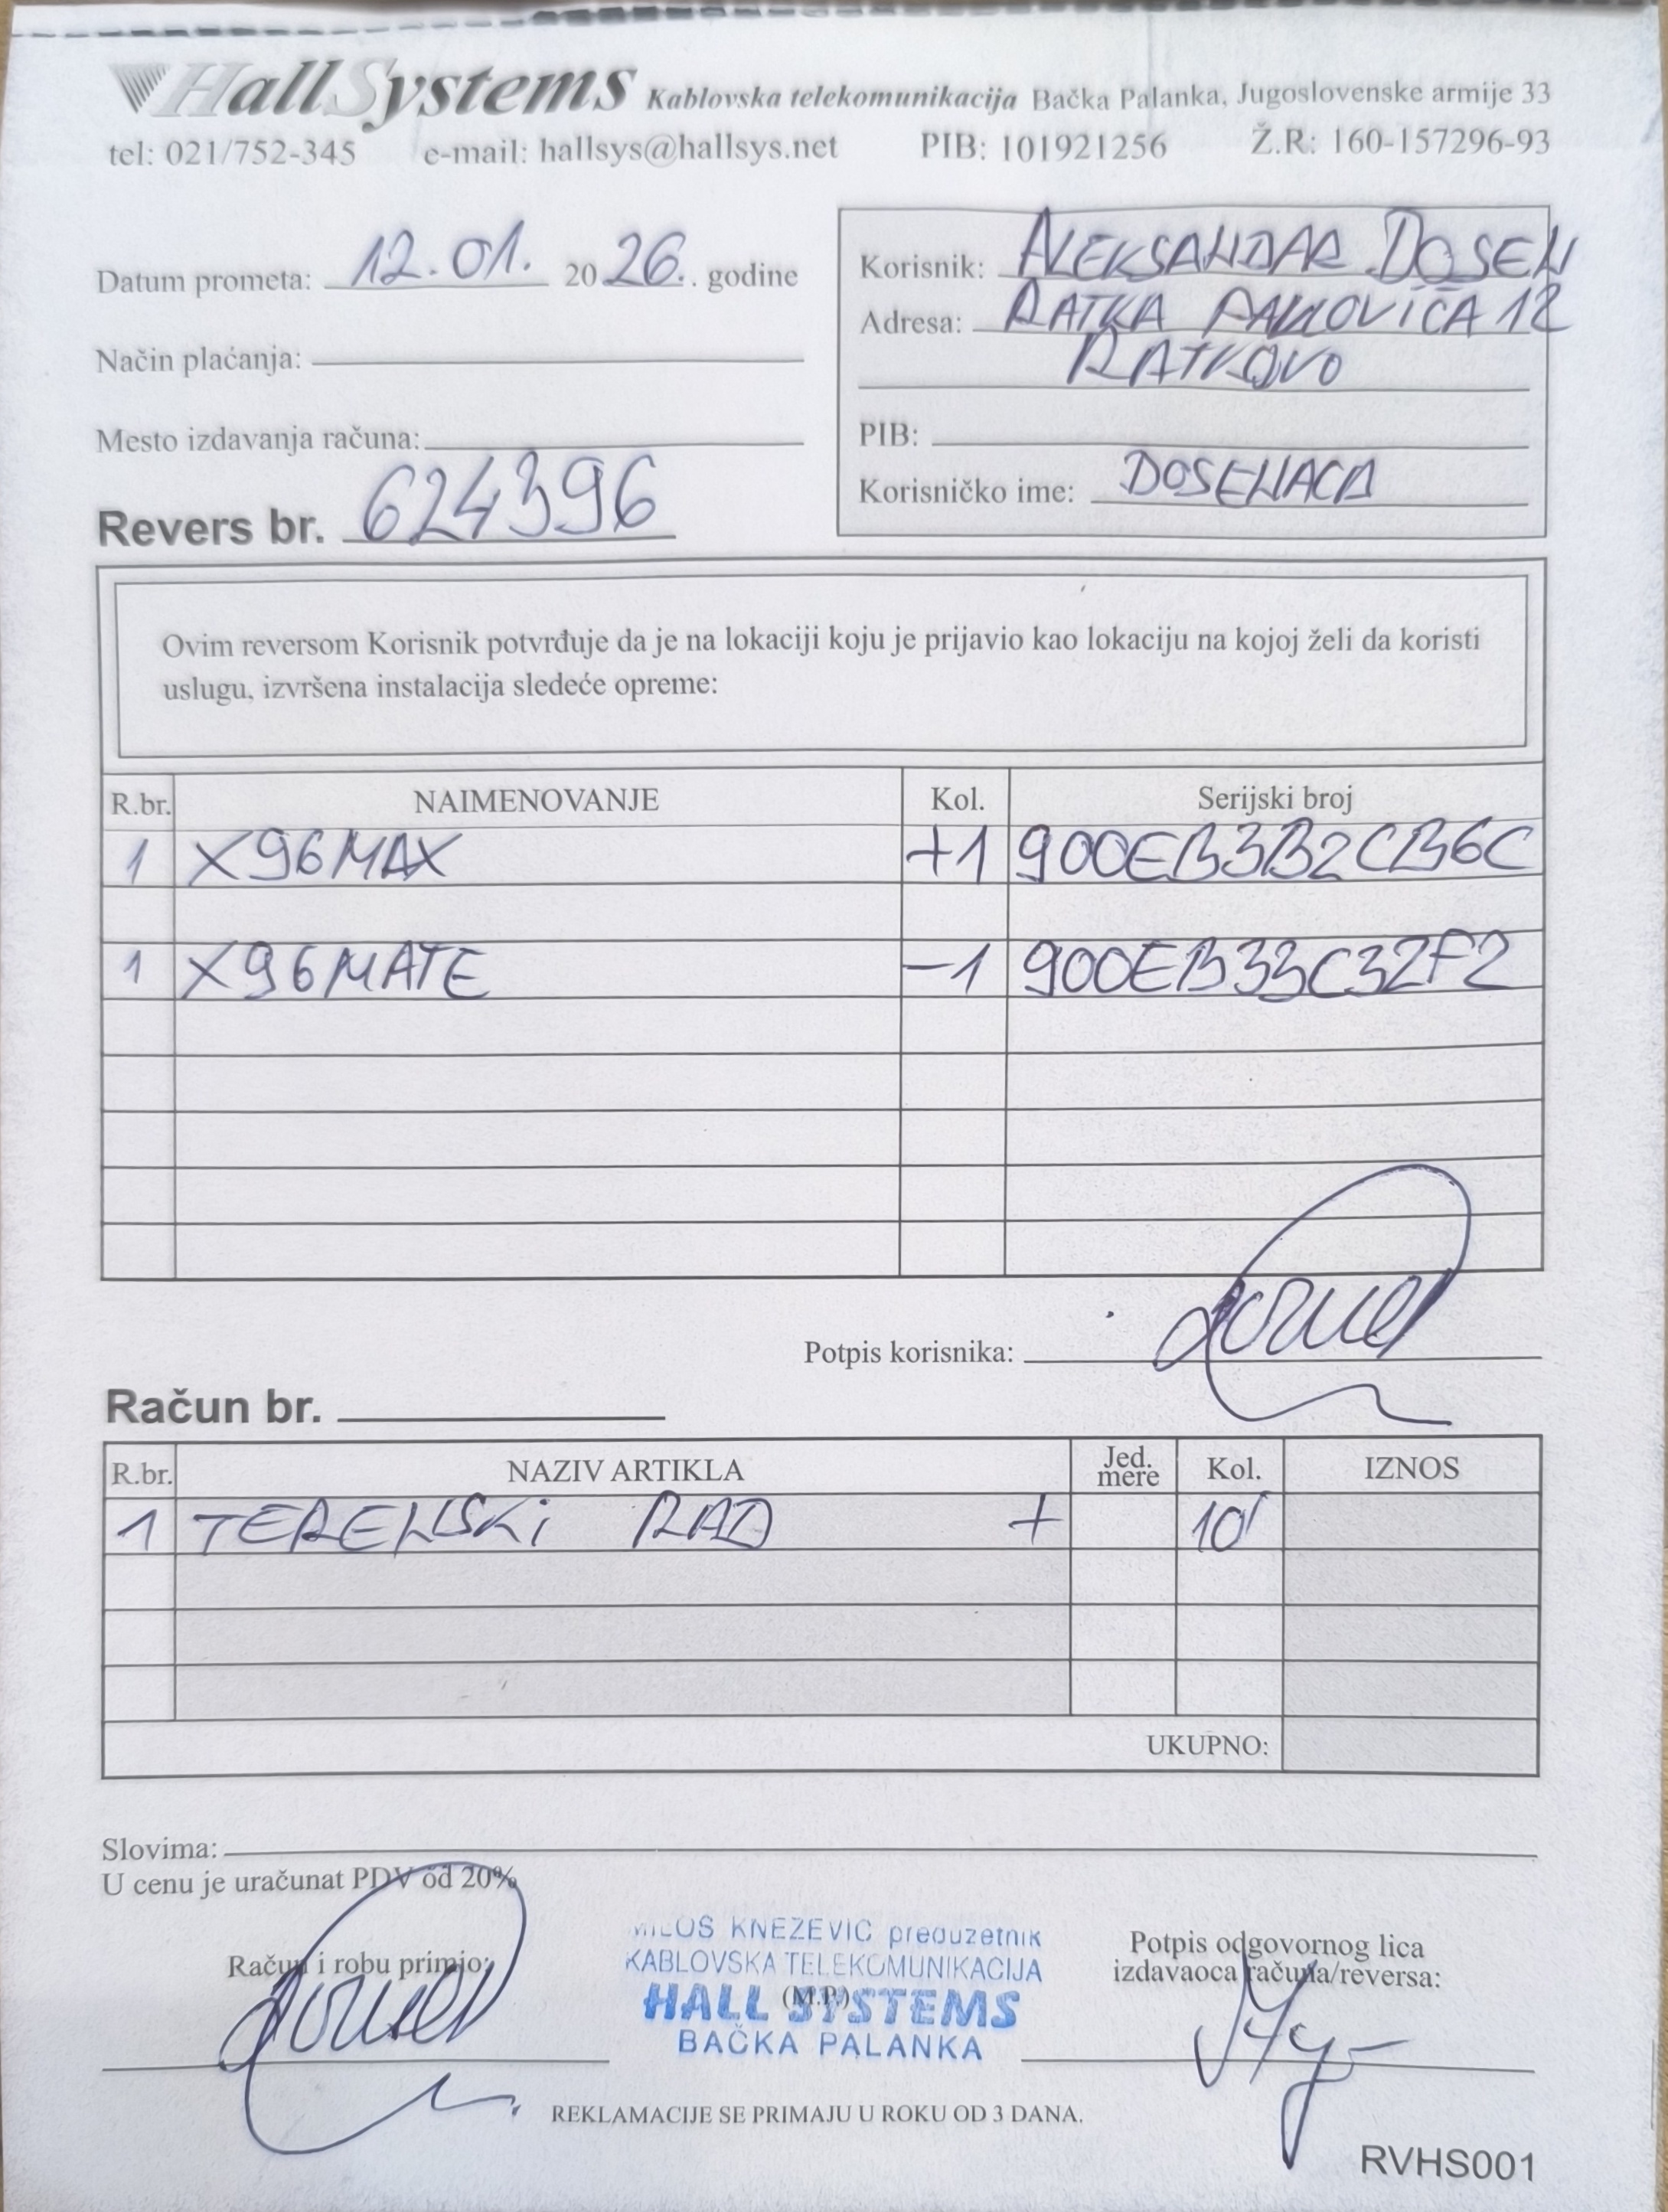 HallSystems Kablovska telekomunikacija Bačka Palanka, Jugoslovenske armije 33
tel: 021/752-345 e-mail: hallsys@hallsys.net PIB: 101921256 Ž.R: 160-157296-93
Datum prometa: 12.01. 2026. . godine
Način plaćanja:
Mesto izdavanja računa:
Revers br. 624396
Korisnik: ALEKSANDAR DOSEN
Adresa: RATKA PAVLOVIĆA 12
RATKOVO
PIB:
Korisničko ime: DOSENACA
Ovim reversom Korisnik potvrđuje da je na lokaciji koju je prijavio kao lokaciju na kojoj želi da koristi
uslugu, izvršena instalacija sledeće opreme:
R.br. NAIMENOVANJE Kol. Serijski broj
1 X96MAX +1 900EB3B2CB6C
1 X96MATE -1 900EB33C32F2
Potpis korisnika:
Račun br.
R.br. NAZIV ARTIKLA Jed. mere Kol. IZNOS
1 TERENSKI RAD + 10'
UKUPNO:
Slovima:
U cenu je uračunat PDV od 20%
Račun i robu primio:
MILOŠ KNEŽEVIĆ preduzetnik
KABLOVSKA TELEKOMUNIKACIJA
(M.P.)
HALL SYSTEMS
BAČKA PALANKA
Potpis odgovornog lica
izdavaoca računa/reversa:
REKLAMACIJE SE PRIMAJU U ROKU OD 3 DANA.
RVHS001